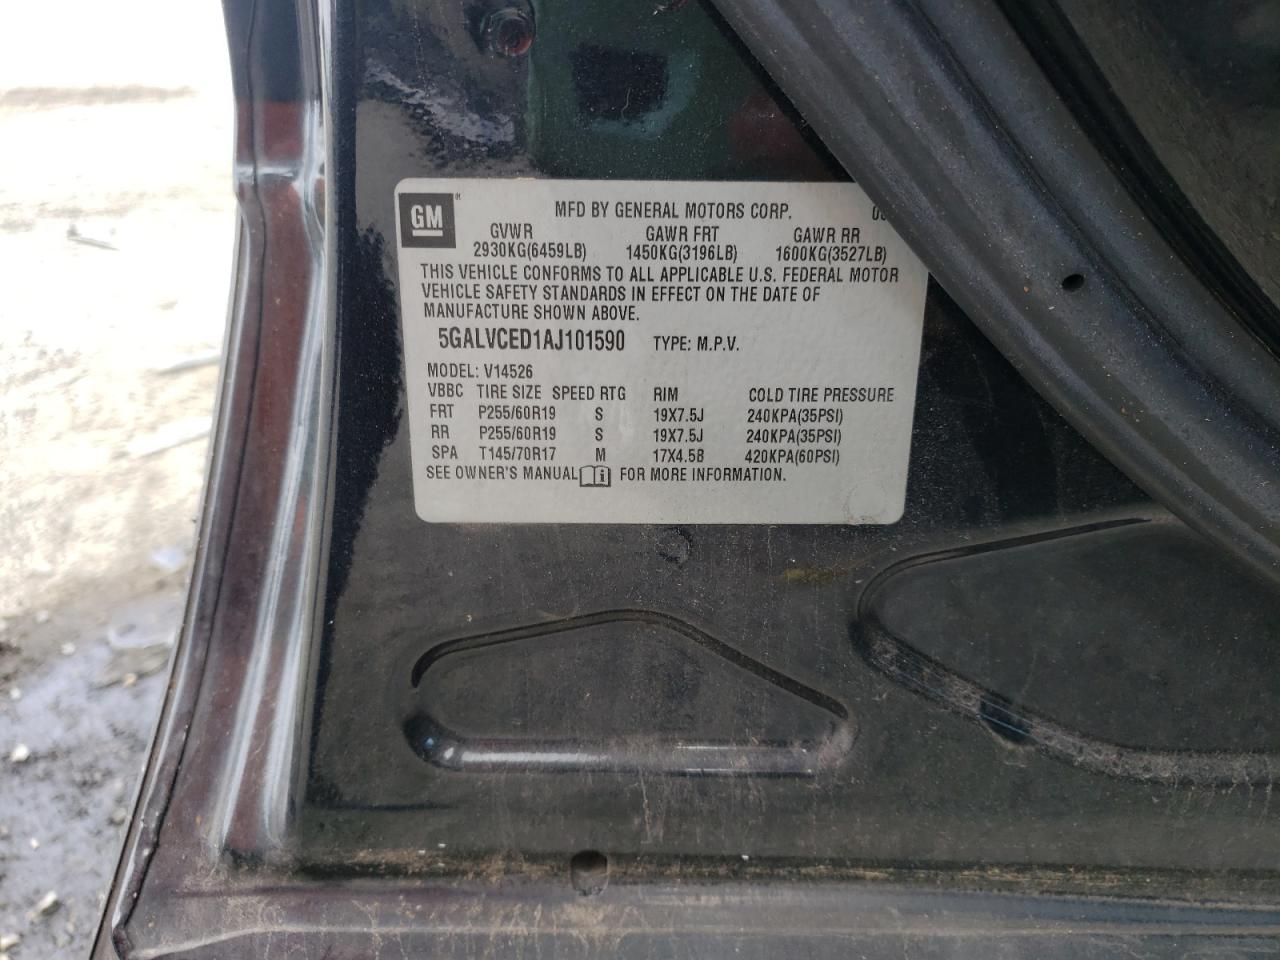 GM
MFD BY GENERAL MOTORS CORP.
GVWR GAWR FRT GAWR RR
2930KG(6459LB) 1450KG(3196LB) 1600KG(3527LB)
THIS VEHICLE CONFORMS TO ALL APPLICABLE U.S. FEDERAL MOTOR
VEHICLE SAFETY STANDARDS IN EFFECT ON THE DATE OF
MANUFACTURE SHOWN ABOVE.
5GALVCED1AJ101590 TYPE: M.P.V.
MODEL: V14526
VBBC TIRE SIZE SPEED RTG RIM COLD TIRE PRESSURE
FRT P255/60R19 S 19X7.5J 240KPA(35PSI)
RR P255/60R19 S 19X7.5J 240KPA(35PSI)
SPA T145/70R17 M 17X4.5B 420KPA(60PSI)
SEE OWNER'S MANUAL i FOR MORE INFORMATION.